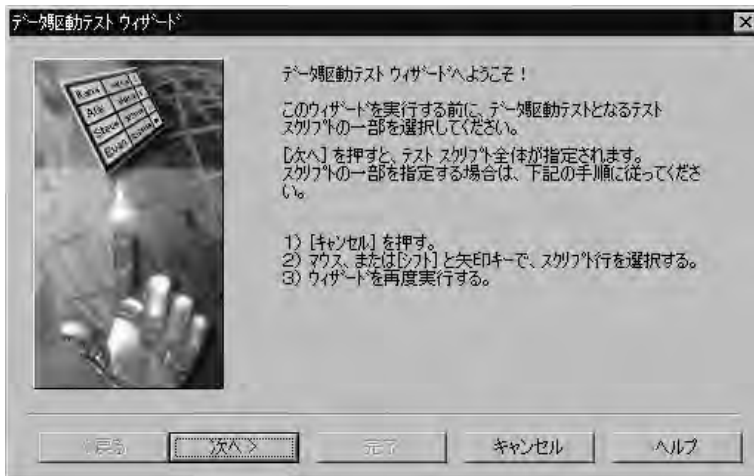 データ駆動テスト ウィザード
データ駆動テスト ウィザードへようこそ！
このウィザードを実行する前に、データ駆動テストとなるテスト
スクリプトの一部を選択してください。
[次へ] を押すと、テスト スクリプト全体が指定されます。
スクリプトの一部を指定する場合は、下記の手順に従ってくださ
い。
1) [キャンセル] を押す。
2) マウス、または[シフト] と矢印キーで、スクリプト行を選択する。
3) ウィザードを再度実行する。
Steve
< 戻る
次へ >
完了
キャンセル
ヘルプ